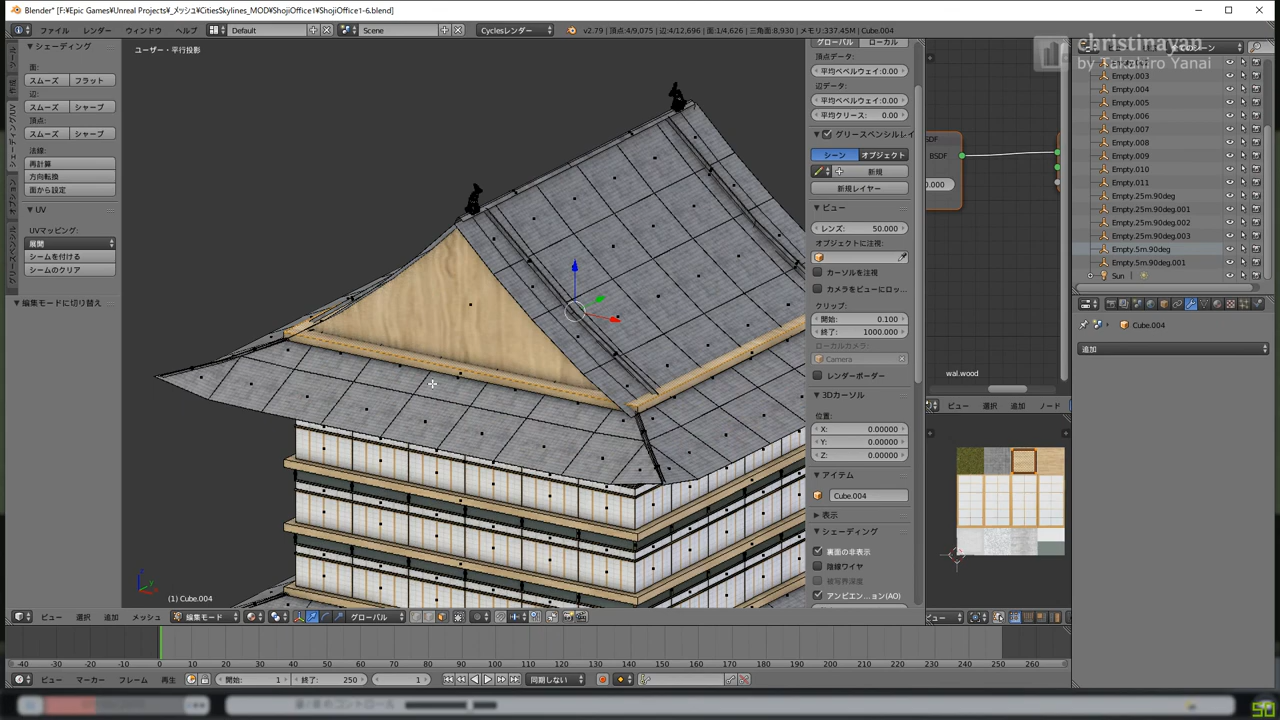 Blender* [F:¥Epic Games¥Unreal Projects¥_メッシュ¥CitiesSkylines_MOD¥ShojiOffice1¥ShojiOffice1-6.blend]
ファイル レンダー ウィンドウ ヘルプ Default Scene Cyclesレンダー v2.79 | 頂点:4/9,075 | 辺:4/12,696 | 面:1/4,626 | 三角面:8,930 | メモリ:337.45M | Cube.004
christinayan
by Takahiro Yanai
シェーディング
面:
スムーズ フラット
辺:
スムーズ シャープ
頂点:
スムーズ シャープ
法線:
再計算
方向転換
面から設定
UV
UVマッピング:
展開
シームを付ける
シームのクリア
編集モードに切り替え
ユーザー・平行投影
(1) Cube.004
グローバル ローカル
頂点データ:
平均ベベルウェイ:0.00
辺データ:
平均ベベルウェイ:0.00
平均クリース: 0.00
グリースペンシルレイ
シーン オブジェクト
新規
新規レイヤー
ビュー
レンズ: 50.000
オブジェクトに注視:
カーソルを注視
カメラをビューにロッ...
クリップ:
開始: 0.100
終了: 1000.000
ローカルカメラ:
Camera
レンダーボーダー
3Dカーソル
位置:
X: 0.00000
Y: 0.00000
Z: 0.00000
アイテム
Cube.004
表示
シェーディング
裏面の非表示
陰線ワイヤ
被写界深度
アンビエン...ョン(AO)
BSDF
0.000
wal.wood
ビュー 選択 追加 ノード
Empty.003
Empty.004
Empty.005
Empty.006
Empty.007
Empty.008
Empty.009
Empty.010
Empty.011
Empty.25m.90deg
Empty.25m.90deg.001
Empty.25m.90deg.002
Empty.25m.90deg.003
Empty.5m.90deg
Empty.5m.90deg.001
Sun
Cube.004
追加
ビュー 選択 追加 メッシュ 編集モード グローバル
-40 -30 -20 -10 0 10 20 30 40 50 60 70 80 90 100 110 120 130 140 150 160 170 180 190 200 210 220 230 240 250 260
ビュー マーカー フレーム 再生 開始: 1 終了: 250 1 同期しない
50